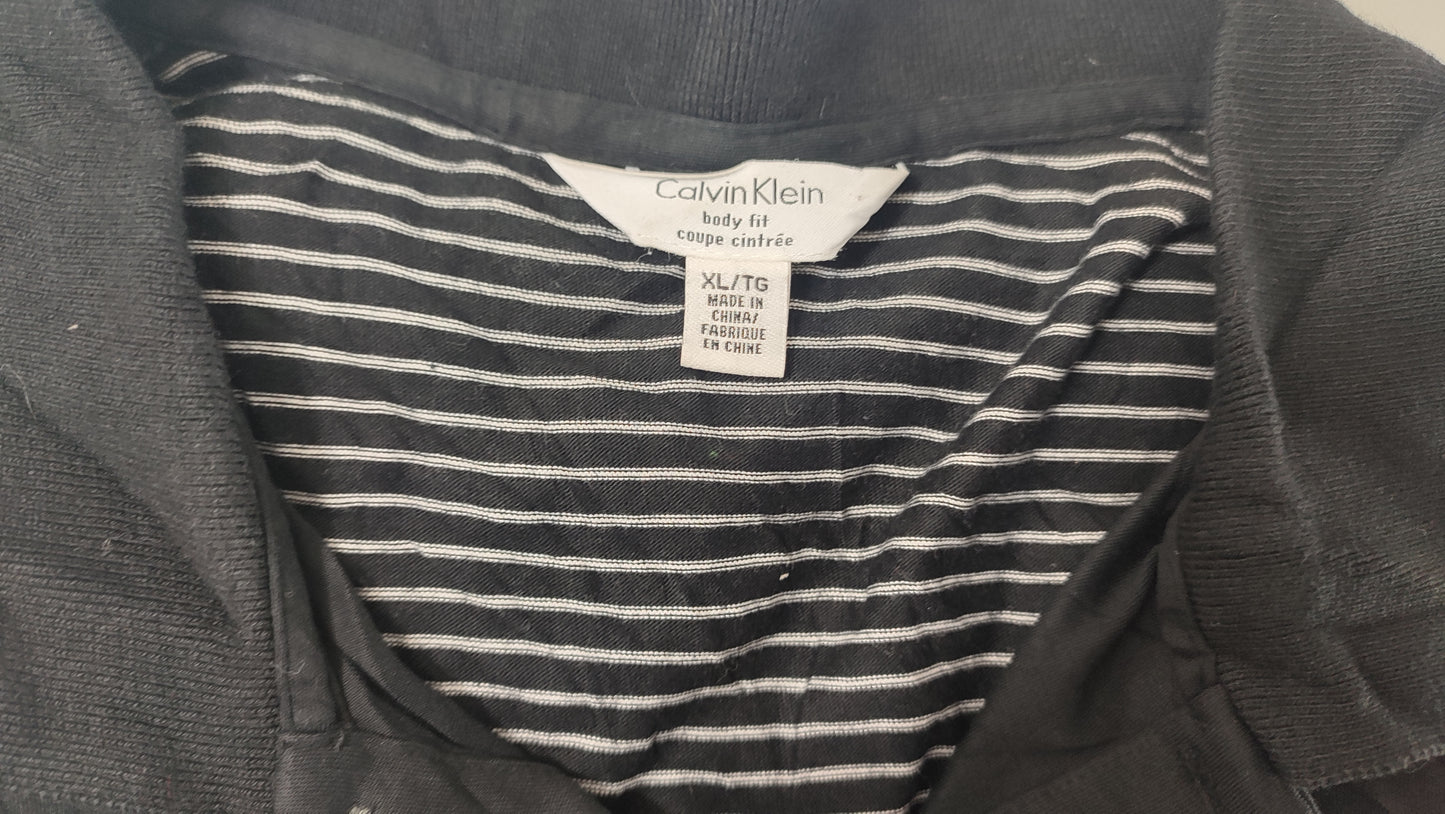 Calvin Klein
body fit
coupe cintrée
XL/TG
MADE IN
CHINA/
FABRIQUE
EN CHINE